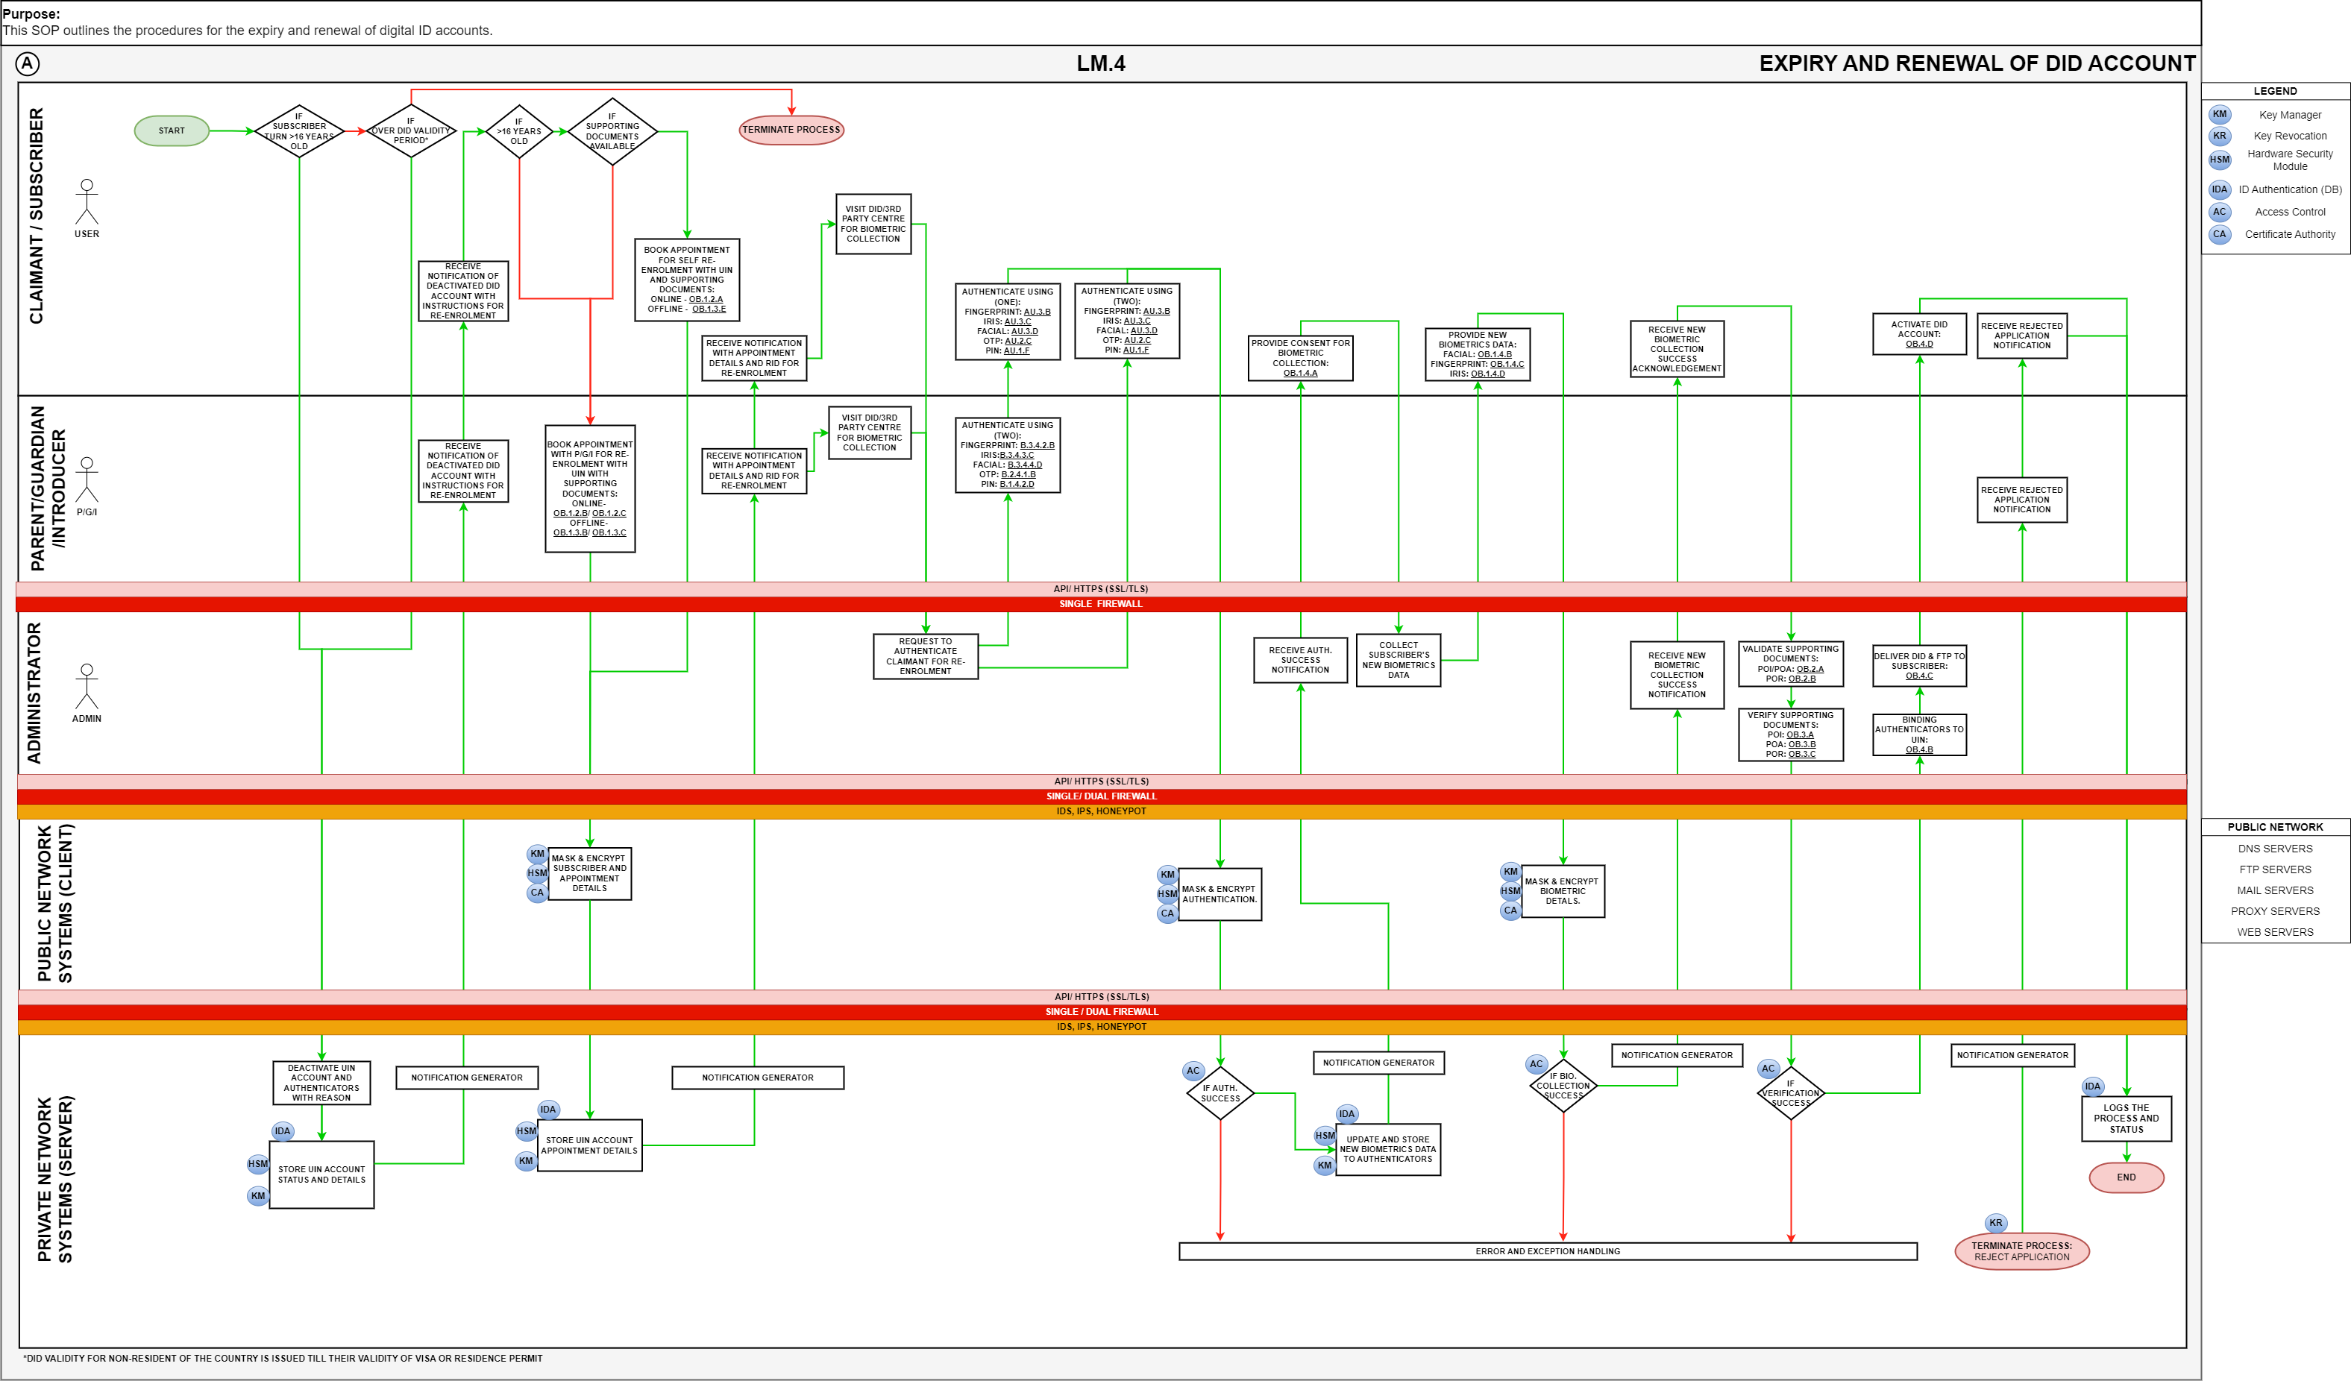 Purpose:
This SOP outlines the procedures for the expiry and renewal of digital ID accounts.
A
LM.4
EXPIRY AND RENEWAL OF DID ACCOUNT
LEGEND
KM Key Manager
KR Key Revocation
HSM Hardware Security
Module
IDA ID Authentication (DB)
AC Access Control
CA Certificate Authority
CLAIMANT / SUBSCRIBER
USER
START
IF
SUBSCRIBER
TURN >16 YEARS
OLD
IF
OVER DID VALIDITY
PERIOD*
IF
>16 YEARS
OLD
IF
SUPPORTING
DOCUMENTS
AVAILABLE
TERMINATE PROCESS
RECEIVE
NOTIFICATION OF
DEACTIVATED DID
ACCOUNT WITH
INSTRUCTIONS FOR
RE-ENROLMENT
BOOK APPOINTMENT
FOR SELF RE-
ENROLMENT WITH UIN
AND SUPPORTING
DOCUMENTS:
ONLINE - OB.1.2.A
OFFLINE - OB.1.3.E
RECEIVE NOTIFICATION
WITH APPOINTMENT
DETAILS AND RID FOR
RE-ENROLMENT
VISIT DID/3RD
PARTY CENTRE
FOR BIOMETRIC
COLLECTION
AUTHENTICATE USING
(ONE):
FINGERPRINT: AU.3.B
IRIS: AU.3.C
FACIAL: AU.3.D
OTP: AU.2.C
PIN: AU.1.F
AUTHENTICATE USING
(TWO):
FINGERPRINT: AU.3.B
IRIS: AU.3.C
FACIAL: AU.3.D
OTP: AU.2.C
PIN: AU.1.F
PROVIDE CONSENT FOR
BIOMETRIC
COLLECTION:
OB.1.4.A
PROVIDE NEW
BIOMETRICS DATA:
FACIAL: OB.1.4.B
FINGERPRINT: OB.1.4.C
IRIS: OB.1.4.D
RECEIVE NEW
BIOMETRIC
COLLECTION
SUCCESS
ACKNOWLEDGEMENT
ACTIVATE DID
ACCOUNT:
OB.4.D
RECEIVE REJECTED
APPLICATION
NOTIFICATION
PARENT/GUARDIAN
/INTRODUCER
P/G/I
RECEIVE
NOTIFICATION OF
DEACTIVATED DID
ACCOUNT WITH
INSTRUCTIONS FOR
RE-ENROLMENT
BOOK APPOINTMENT
WITH P/G/I FOR RE-
ENROLMENT WITH
UIN WITH
SUPPORTING
DOCUMENTS:
ONLINE-
OB.1.2.B/ OB.1.2.C
OFFLINE-
OB.1.3.B/ OB.1.3.C
RECEIVE NOTIFICATION
WITH APPOINTMENT
DETAILS AND RID FOR
RE-ENROLMENT
VISIT DID/3RD
PARTY CENTRE
FOR BIOMETRIC
COLLECTION
AUTHENTICATE USING
(TWO):
FINGERPRINT: B.3.4.2.B
IRIS:B.3.4.3.C
FACIAL: B.3.4.4.D
OTP: B.2.4.1.B
PIN: B.1.4.2.D
RECEIVE REJECTED
APPLICATION
NOTIFICATION
API/ HTTPS (SSL/TLS)
SINGLE FIREWALL
ADMINISTRATOR
ADMIN
REQUEST TO
AUTHENTICATE
CLAIMANT FOR RE-
ENROLMENT
RECEIVE AUTH.
SUCCESS
NOTIFICATION
COLLECT
SUBSCRIBER'S
NEW BIOMETRICS
DATA
RECEIVE NEW
BIOMETRIC
COLLECTION
SUCCESS
NOTIFICATION
VALIDATE SUPPORTING
DOCUMENTS:
POI/POA: OB.2.A
POR: OB.2.B
VERIFY SUPPORTING
DOCUMENTS:
POI: OB.3.A
POA: OB.3.B
POR: OB.3.C
DELIVER DID & FTP TO
SUBSCRIBER:
OB.4.C
BINDING
AUTHENTICATORS TO
UIN:
OB.4.B
API/ HTTPS (SSL/TLS)
SINGLE/ DUAL FIREWALL
IDS, IPS, HONEYPOT
PUBLIC NETWORK
SYSTEMS (CLIENT)
KM
HSM
CA
MASK & ENCRYPT
SUBSCRIBER AND
APPOINTMENT
DETAILS
KM
HSM
CA
MASK & ENCRYPT
AUTHENTICATION.
KM
HSM
CA
MASK & ENCRYPT
BIOMETRIC
DETALS.
PUBLIC NETWORK
DNS SERVERS
FTP SERVERS
MAIL SERVERS
PROXY SERVERS
WEB SERVERS
API/ HTTPS (SSL/TLS)
SINGLE / DUAL FIREWALL
IDS, IPS, HONEYPOT
PRIVATE NETWORK
SYSTEMS (SERVER)
DEACTIVATE UIN
ACCOUNT AND
AUTHENTICATORS
WITH REASON
IDA
HSM
KM
STORE UIN ACCOUNT
STATUS AND DETAILS
NOTIFICATION GENERATOR
IDA
HSM
KM
STORE UIN ACCOUNT
APPOINTMENT DETAILS
NOTIFICATION GENERATOR
AC
IF AUTH.
SUCCESS
NOTIFICATION GENERATOR
IDA
HSM
KM
UPDATE AND STORE
NEW BIOMETRICS DATA
TO AUTHENTICATORS
AC
IF BIO.
COLLECTION
SUCCESS
NOTIFICATION GENERATOR
AC
IF
VERIFICATION
SUCCESS
NOTIFICATION GENERATOR
IDA
LOGS THE
PROCESS AND
STATUS
END
KR
TERMINATE PROCESS:
REJECT APPLICATION
ERROR AND EXCEPTION HANDLING
*DID VALIDITY FOR NON-RESIDENT OF THE COUNTRY IS ISSUED TILL THEIR VALIDITY OF VISA OR RESIDENCE PERMIT